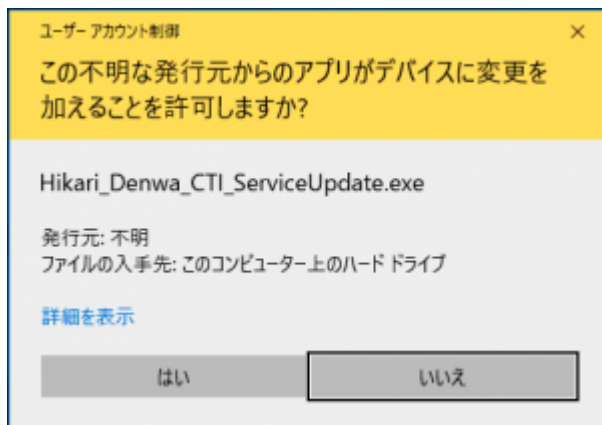 ユーザー アカウント制御
この不明な発行元からのアプリがデバイスに変更を
加えることを許可しますか?
Hikari_Denwa_CTI_ServiceUpdate.exe
発行元: 不明
ファイルの入手先: このコンピューター上のハード ドライブ
詳細を表示
はい
いいえ